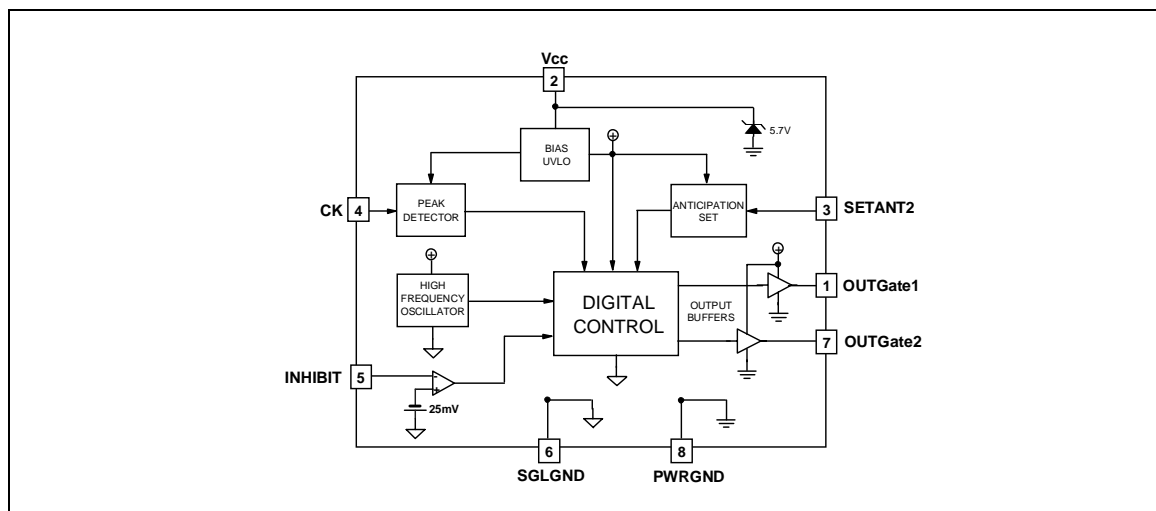 Vcc
2
5.7V
BIAS
UVLO
CK
4
PEAK
DETECTOR
ANTICIPATION
SET
3
SETANT2
HIGH
FREQUENCY
OSCILLATOR
DIGITAL
CONTROL
OUTPUT
BUFFERS
1
OUTGate1
7
OUTGate2
INHIBIT
5
-
+
25mV
6
SGLGND
8
PWRGND